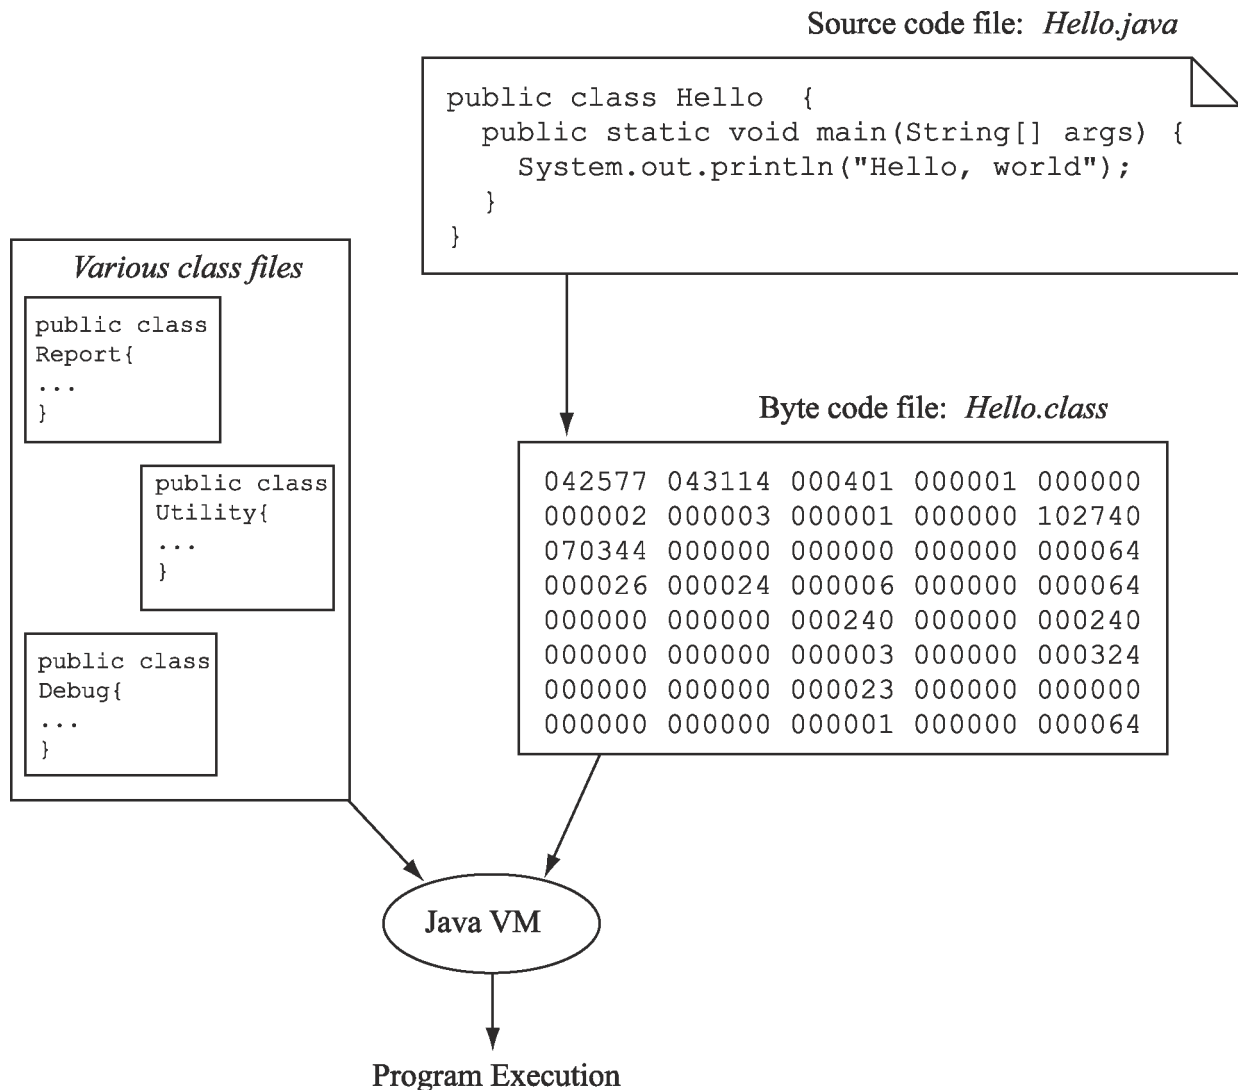 Source code file: Hello.java
public class Hello  {
  public static void main(String[] args) {
    System.out.println("Hello, world");
  }
}
Various class files
public class
Report{
...
}
public class
Utility{
...
}
public class
Debug{
...
}
Byte code file: Hello.class
042577 043114 000401 000001 000000
000002 000003 000001 000000 102740
070344 000000 000000 000000 000064
000026 000024 000006 000000 000064
000000 000000 000240 000000 000240
000000 000000 000003 000000 000324
000000 000000 000023 000000 000000
000000 000000 000001 000000 000064
Java VM
Program Execution